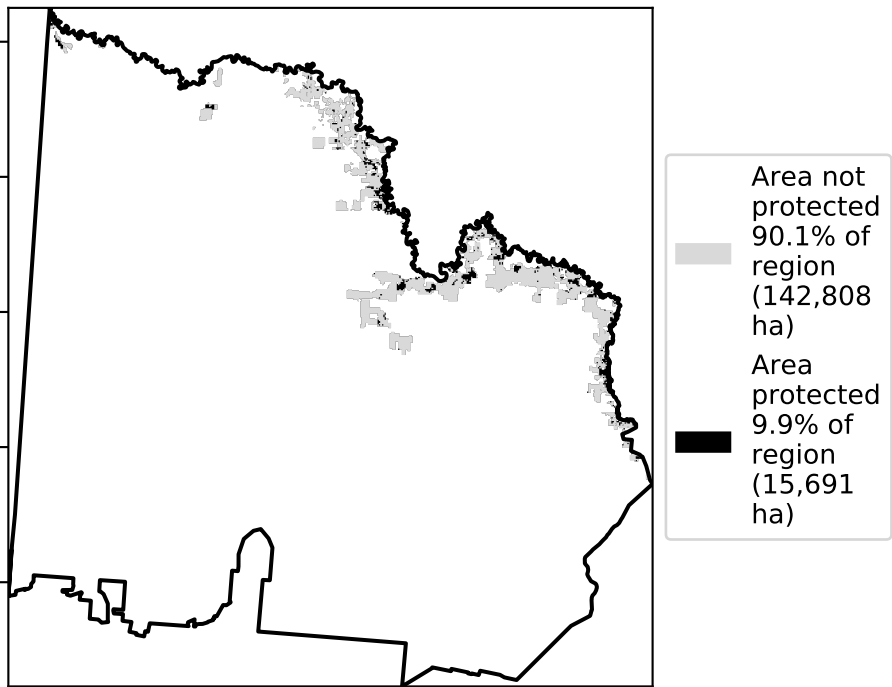 Area not
protected
90.1% of
region
(142,808
ha)
Area
protected
9.9% of
region
(15,691
ha)